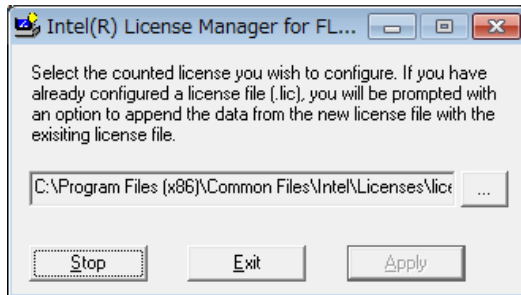 Intel(R) License Manager for FL...
Select the counted license you wish to configure. If you have
already configured a license file (.lic), you will be prompted with
an option to append the data from the new license file with the
exisiting license file.
C:\Program Files (x86)\Common Files\Intel\Licenses\lice
...
Stop
Exit
Apply